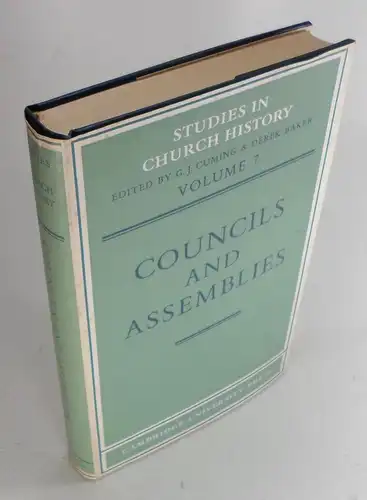 STUDIES IN
CHURCH HISTORY
EDITED BY G. J. CUMING & DEREK BAKER
VOLUME 7
COUNCILS
AND
ASSEMBLIES
CAMBRIDGE UNIVERSITY PRESS